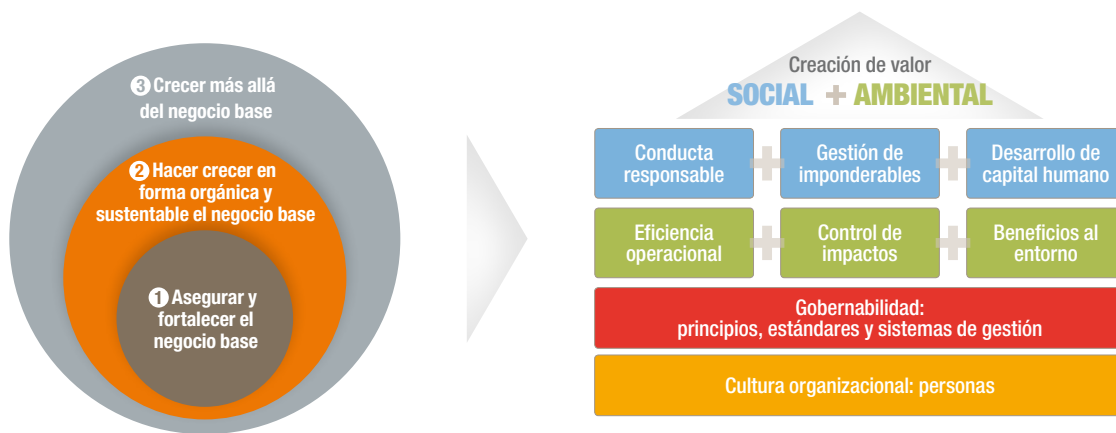 3 Crecer más allá
del negocio base
2 Hacer crecer en
forma orgánica y
sustentable el negocio base
1 Asegurar y
fortalecer el
negocio base
Creación de valor
SOCIAL + AMBIENTAL
Conducta
responsable
+
Gestión de
imponderables
+
Desarrollo de
capital humano
Eficiencia
operacional
+
Control de
impactos
+
Beneficios al
entorno
Gobernabilidad:
principios, estándares y sistemas de gestión
Cultura organizacional: personas